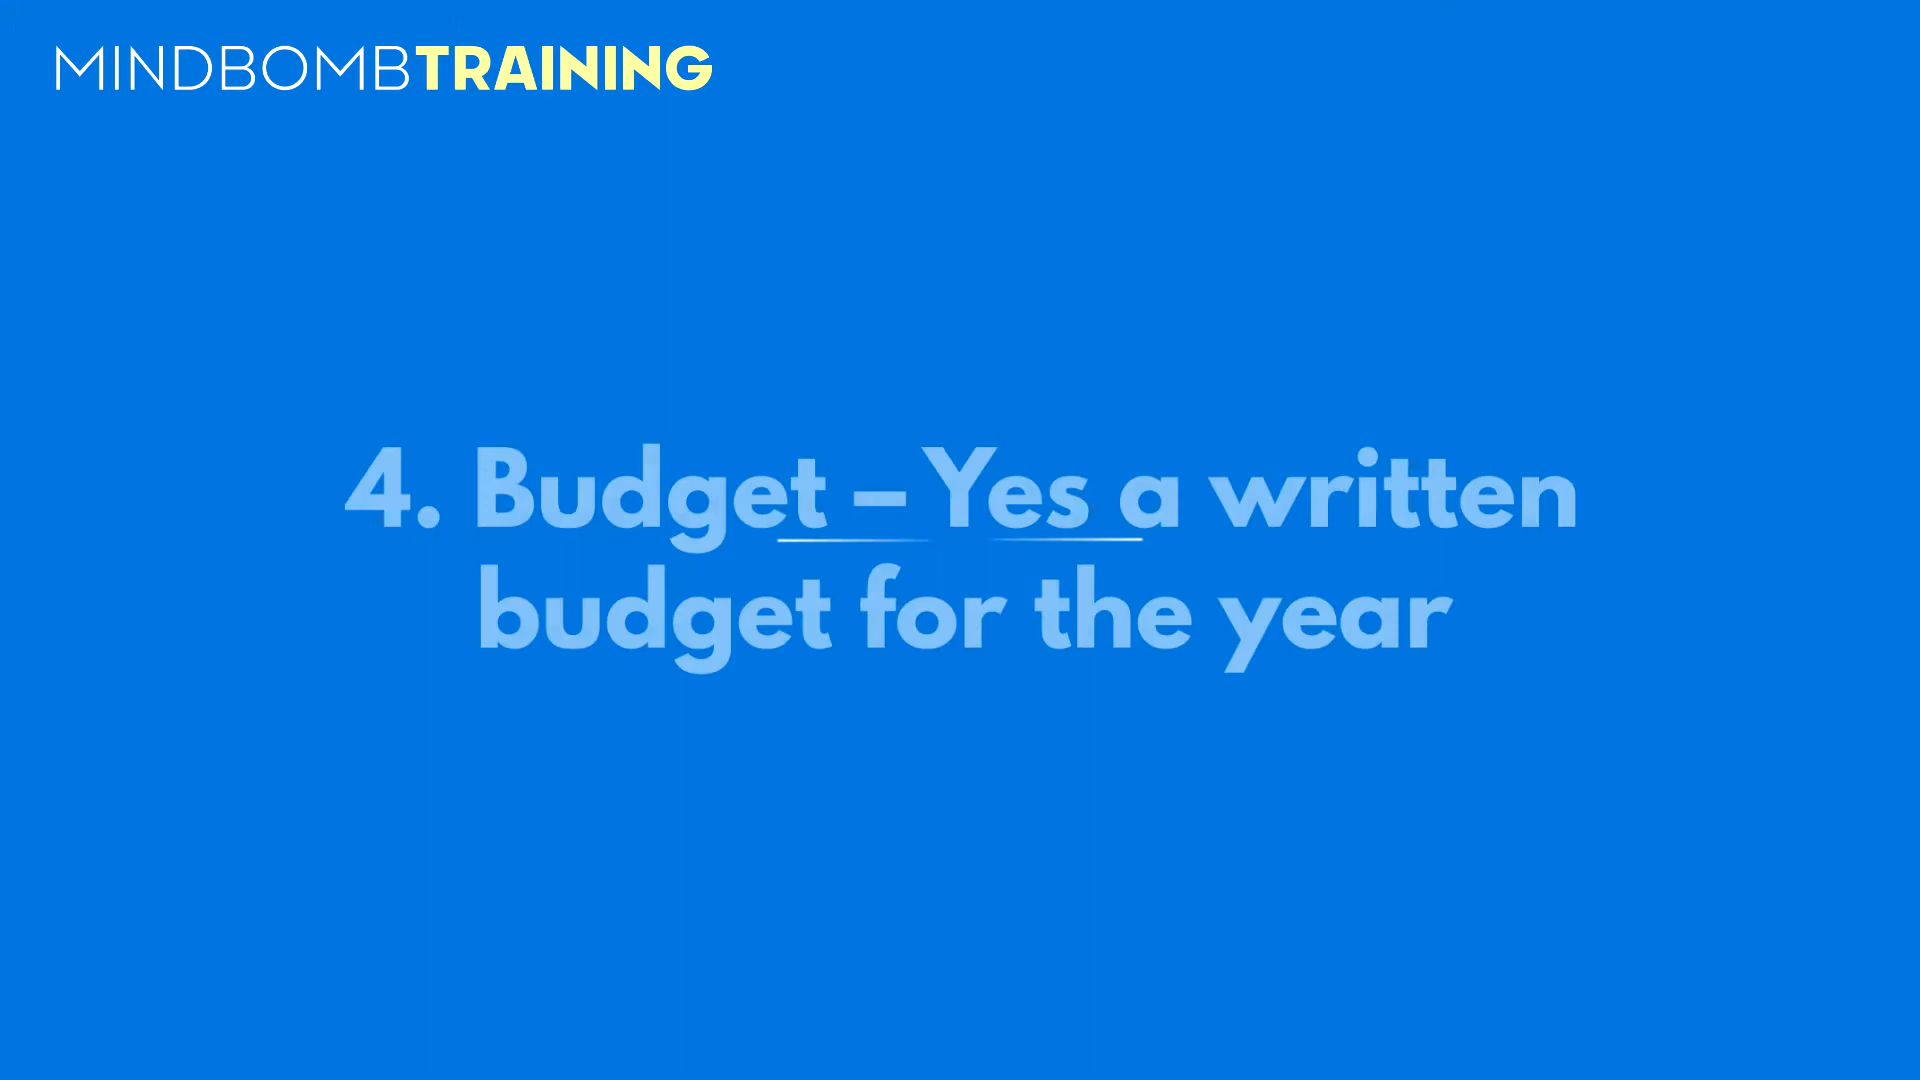 MINDBOMBTRAINING
4. Budget – Yes a written
budget for the year